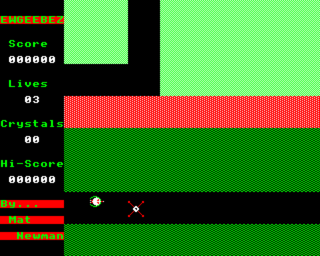 EWGEEBEZ
Score
000000
Lives
03
Crystals
00
Hi-Score
000000
By...
Mat
Newman